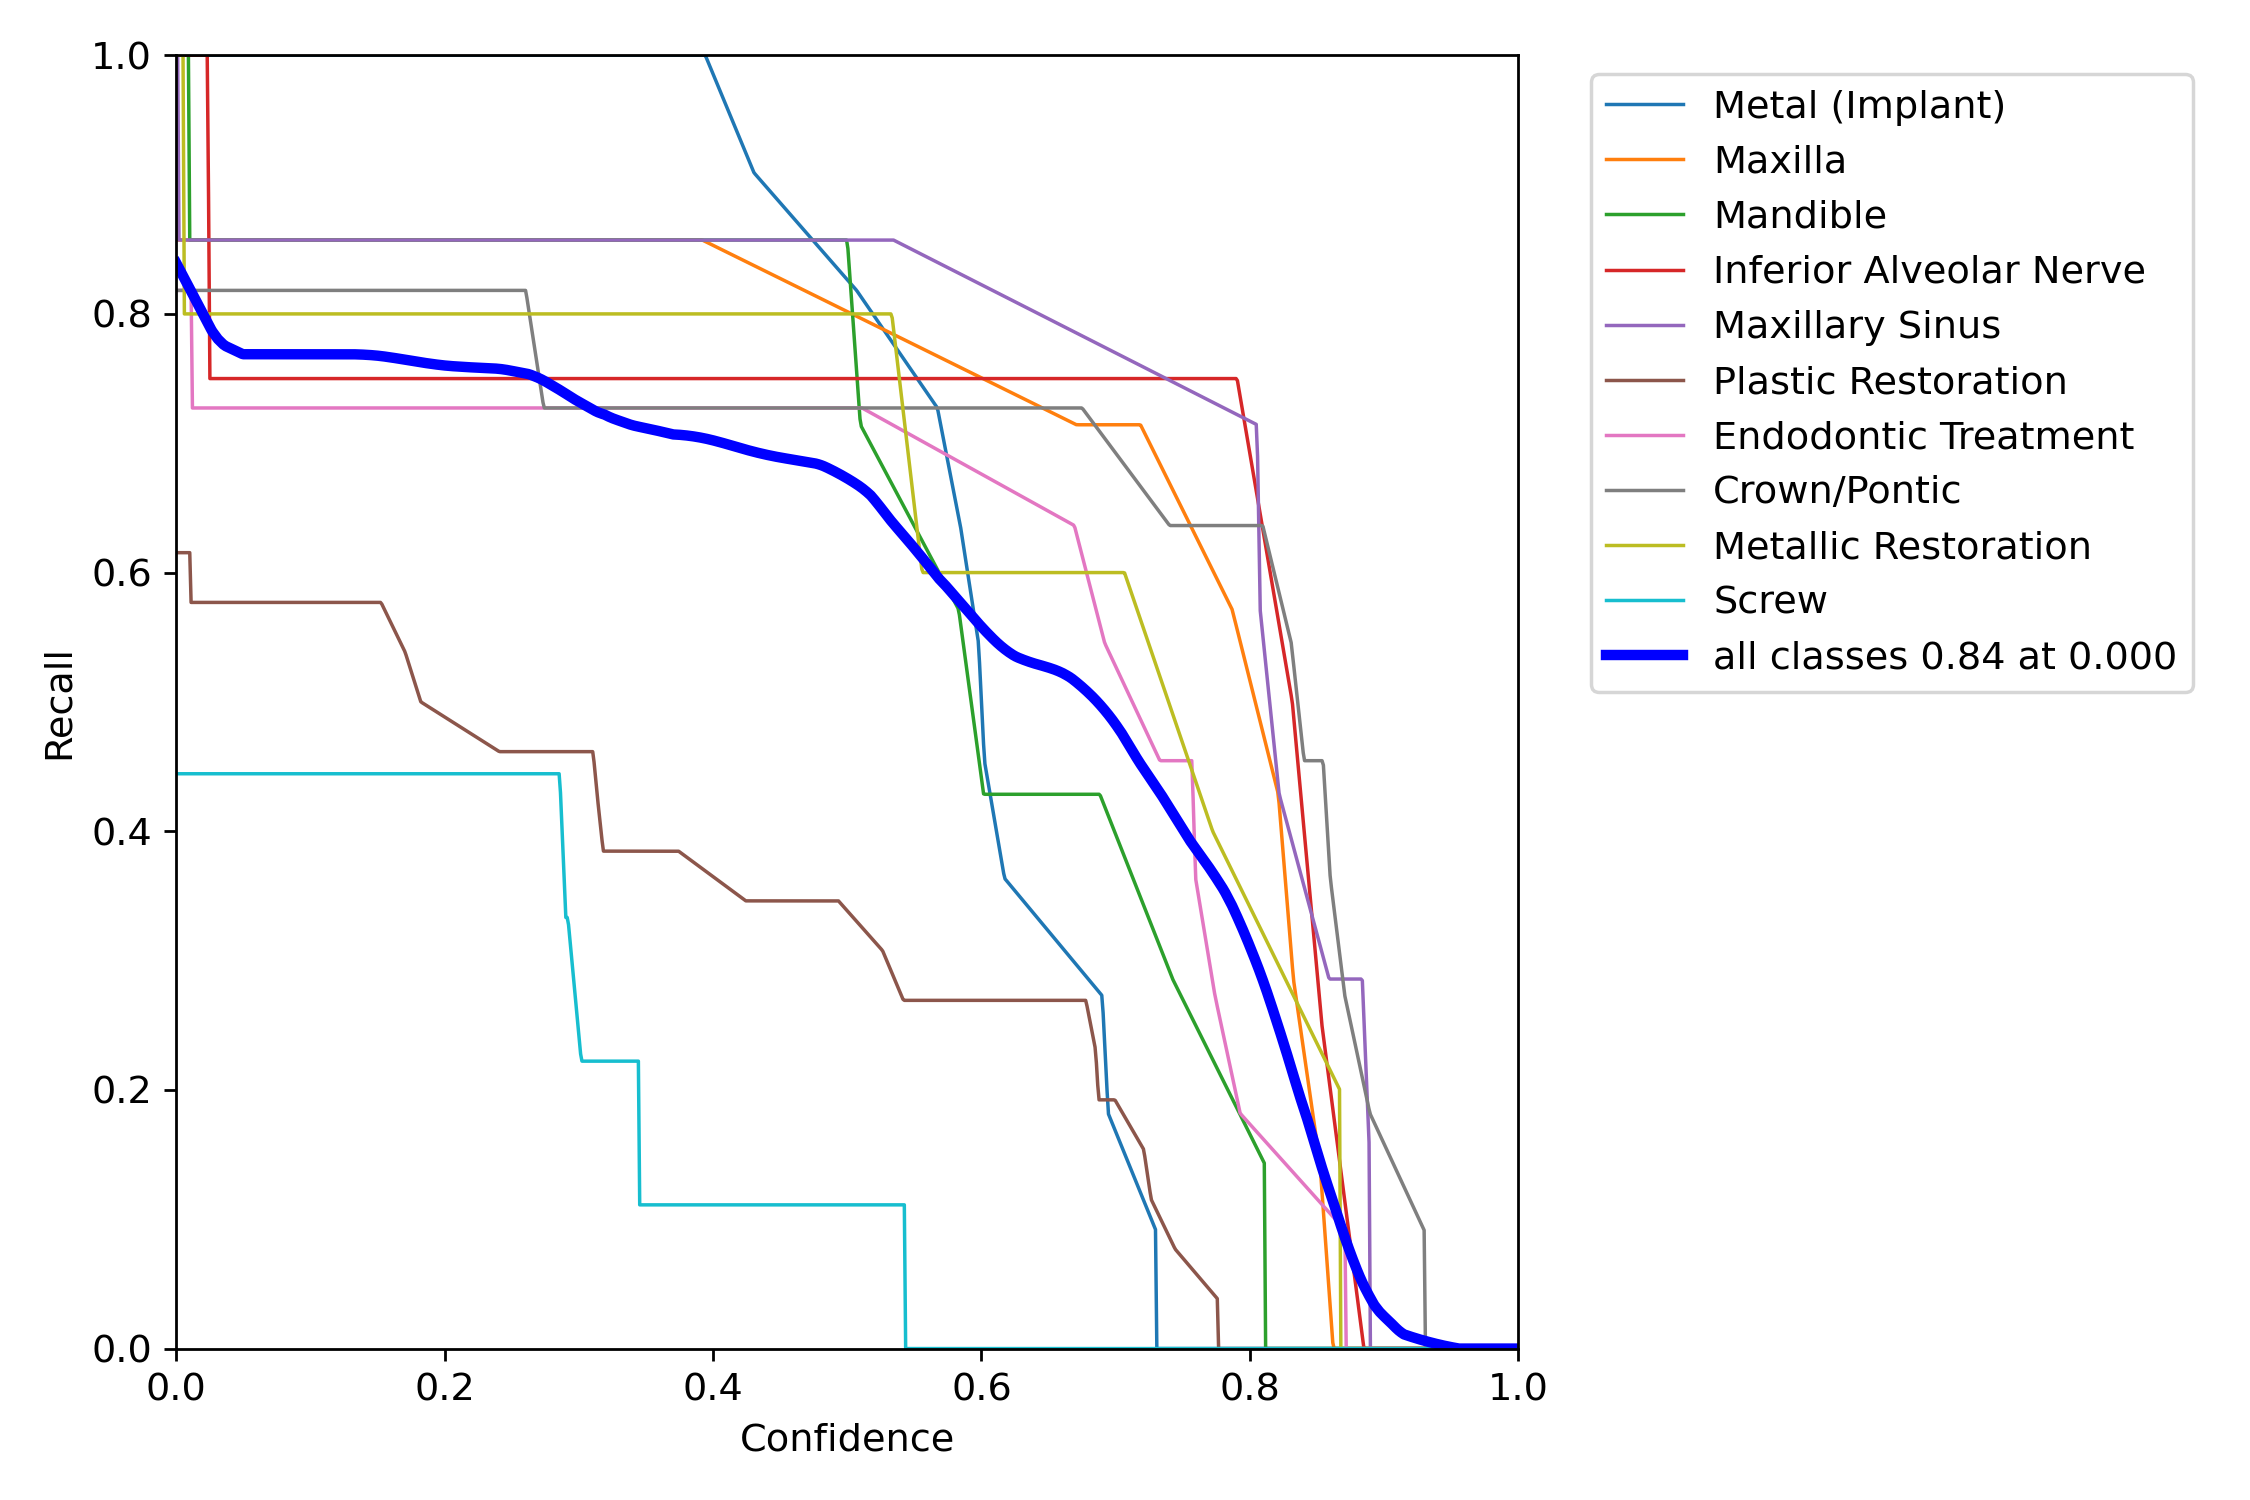 1.0
0.8
0.6
0.4
0.2
0.0
Recall
0.0 0.2 0.4 0.6 0.8 1.0
Confidence
Metal (Implant)
Maxilla
Mandible
Inferior Alveolar Nerve
Maxillary Sinus
Plastic Restoration
Endodontic Treatment
Crown/Pontic
Metallic Restoration
Screw
all classes 0.84 at 0.000